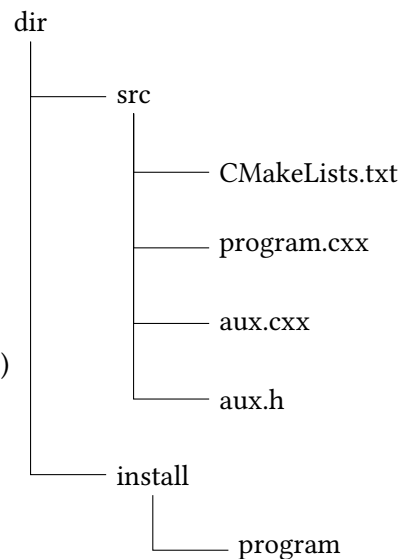 dir
src
CMakeLists.txt
program.cxx
aux.cxx
)
aux.h
install
program